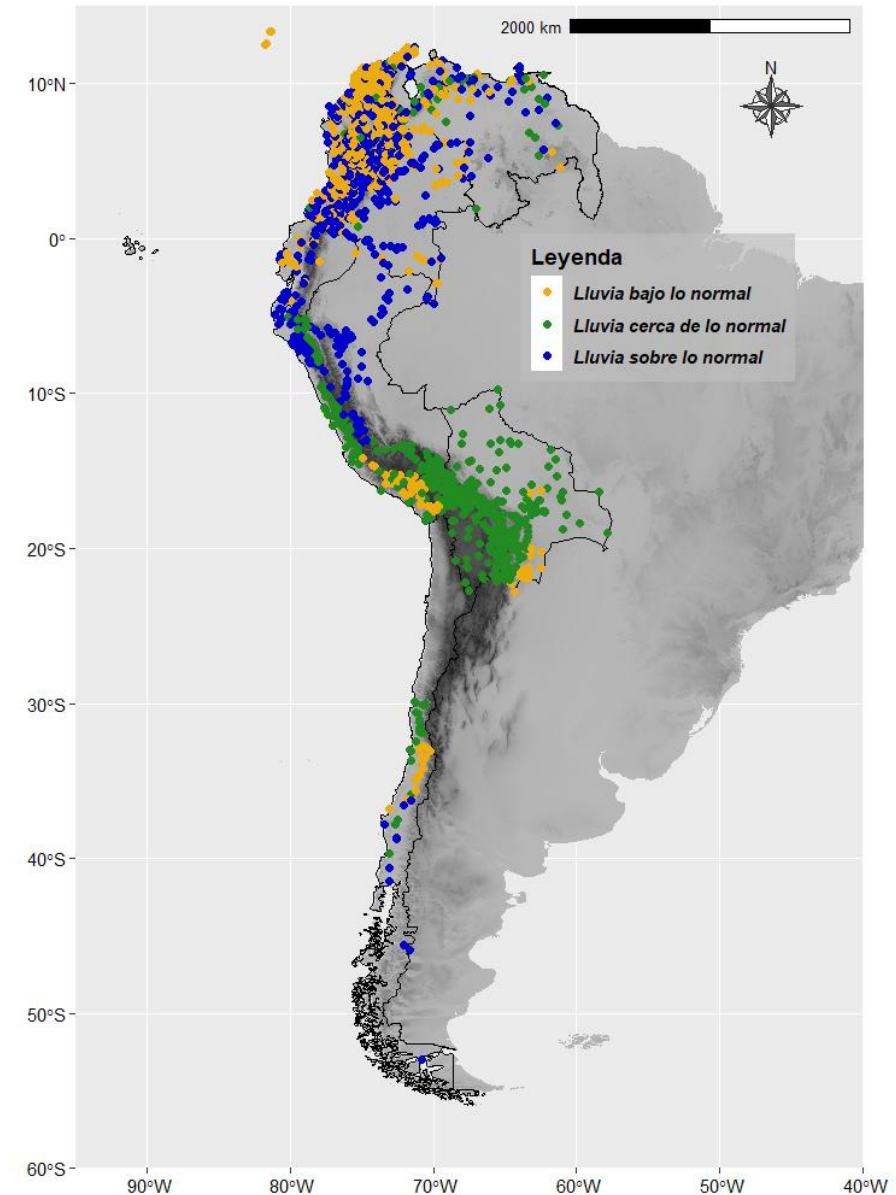 2000 km
N
10°N
0°
10°S
20°S
30°S
40°S
50°S
60°S
Leyenda
Lluvia bajo lo normal
Lluvia cerca de lo normal
Lluvia sobre lo normal
90°W 80°W 70°W 60°W 50°W 40°W